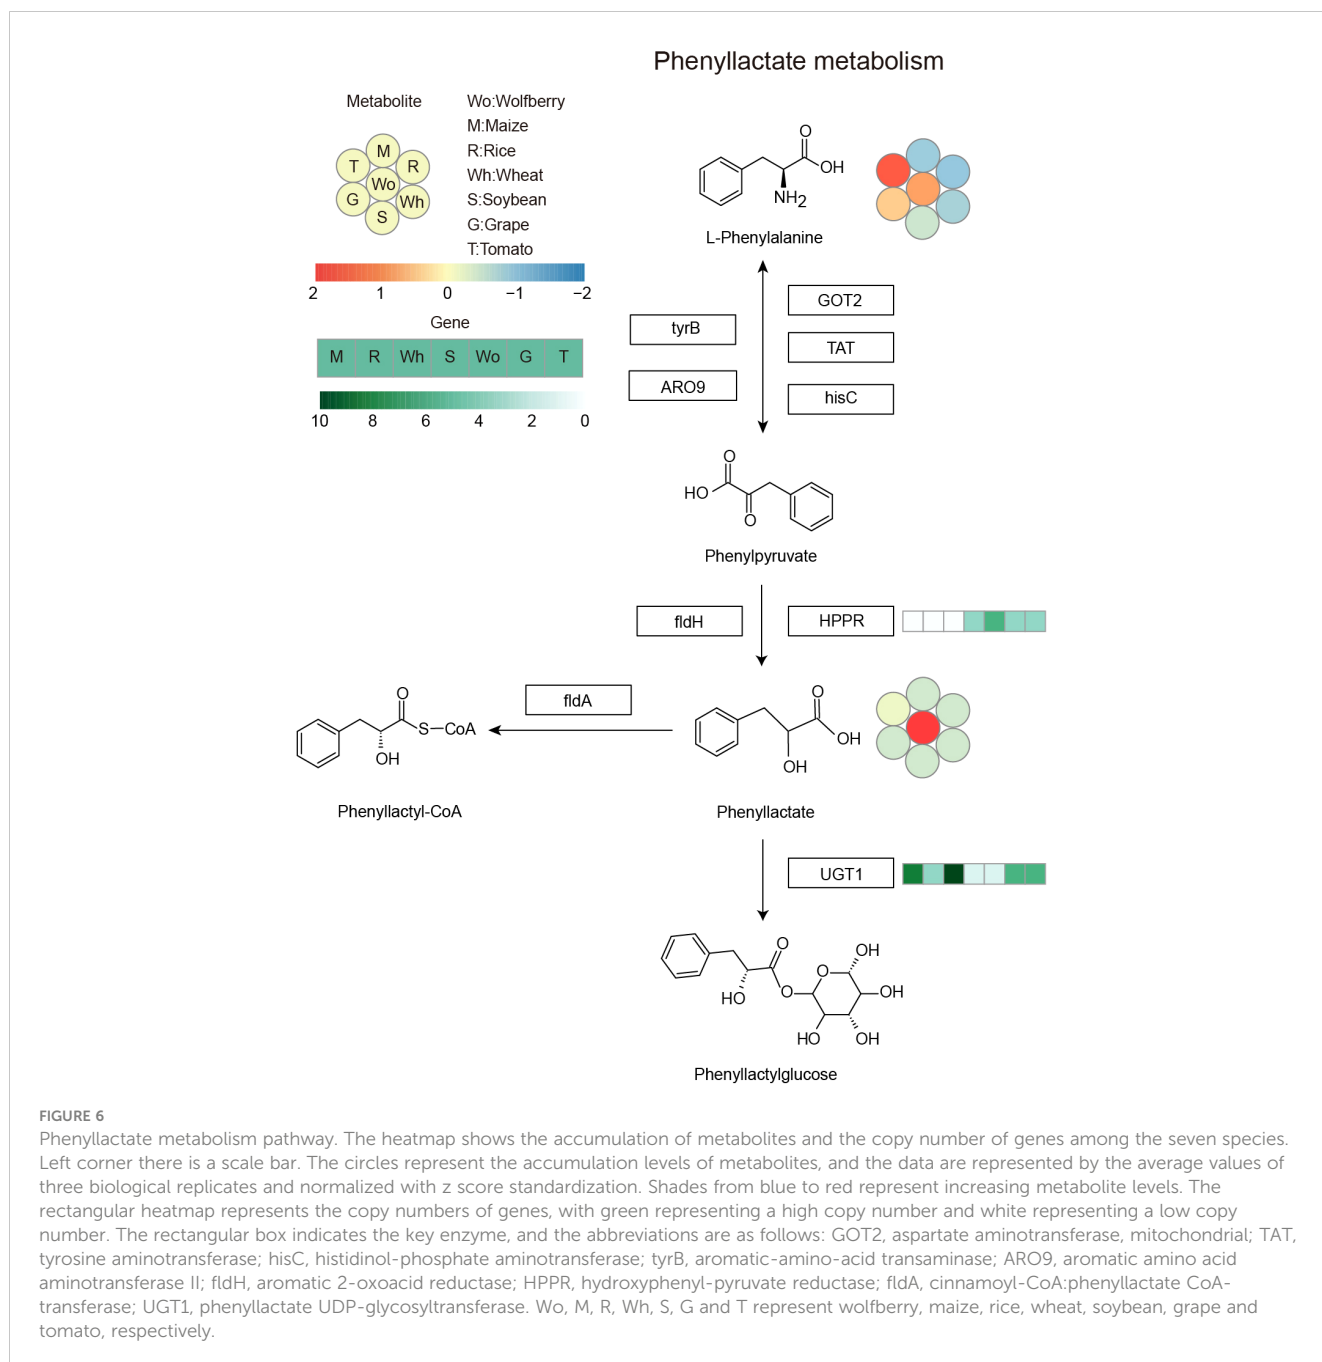 Phenyllactate metabolism
Metabolite
Wo:Wolfberry
M:Maize
R:Rice
Wh:Wheat
S:Soybean
G:Grape
T:Tomato
M
T
R
Wo
G
Wh
S
2 1 0 −1 −2
Gene
M R Wh S Wo G T
10 8 6 4 2 0
O
OH
NH2
L-Phenylalanine
GOT2
tyrB
TAT
ARO9
hisC
O
HO
O
Phenylpyruvate
fldH
HPPR
fldA
O
S—CoA
OH
Phenyllactyl-CoA
O
OH
OH
Phenyllactate
UGT1
O
HO
O
O
OH
OH
HO
OH
Phenyllactylglucose
FIGURE 6
Phenyllactate metabolism pathway. The heatmap shows the accumulation of metabolites and the copy number of genes among the seven species.
Left corner there is a scale bar. The circles represent the accumulation levels of metabolites, and the data are represented by the average values of
three biological replicates and normalized with z score standardization. Shades from blue to red represent increasing metabolite levels. The
rectangular heatmap represents the copy numbers of genes, with green representing a high copy number and white representing a low copy
number. The rectangular box indicates the key enzyme, and the abbreviations are as follows: GOT2, aspartate aminotransferase, mitochondrial; TAT,
tyrosine aminotransferase; hisC, histidinol-phosphate aminotransferase; tyrB, aromatic-amino-acid transaminase; ARO9, aromatic amino acid
aminotransferase II; fldH, aromatic 2-oxoacid reductase; HPPR, hydroxyphenyl-pyruvate reductase; fldA, cinnamoyl-CoA:phenyllactate CoA-
transferase; UGT1, phenyllactate UDP-glycosyltransferase. Wo, M, R, Wh, S, G and T represent wolfberry, maize, rice, wheat, soybean, grape and
tomato, respectively.